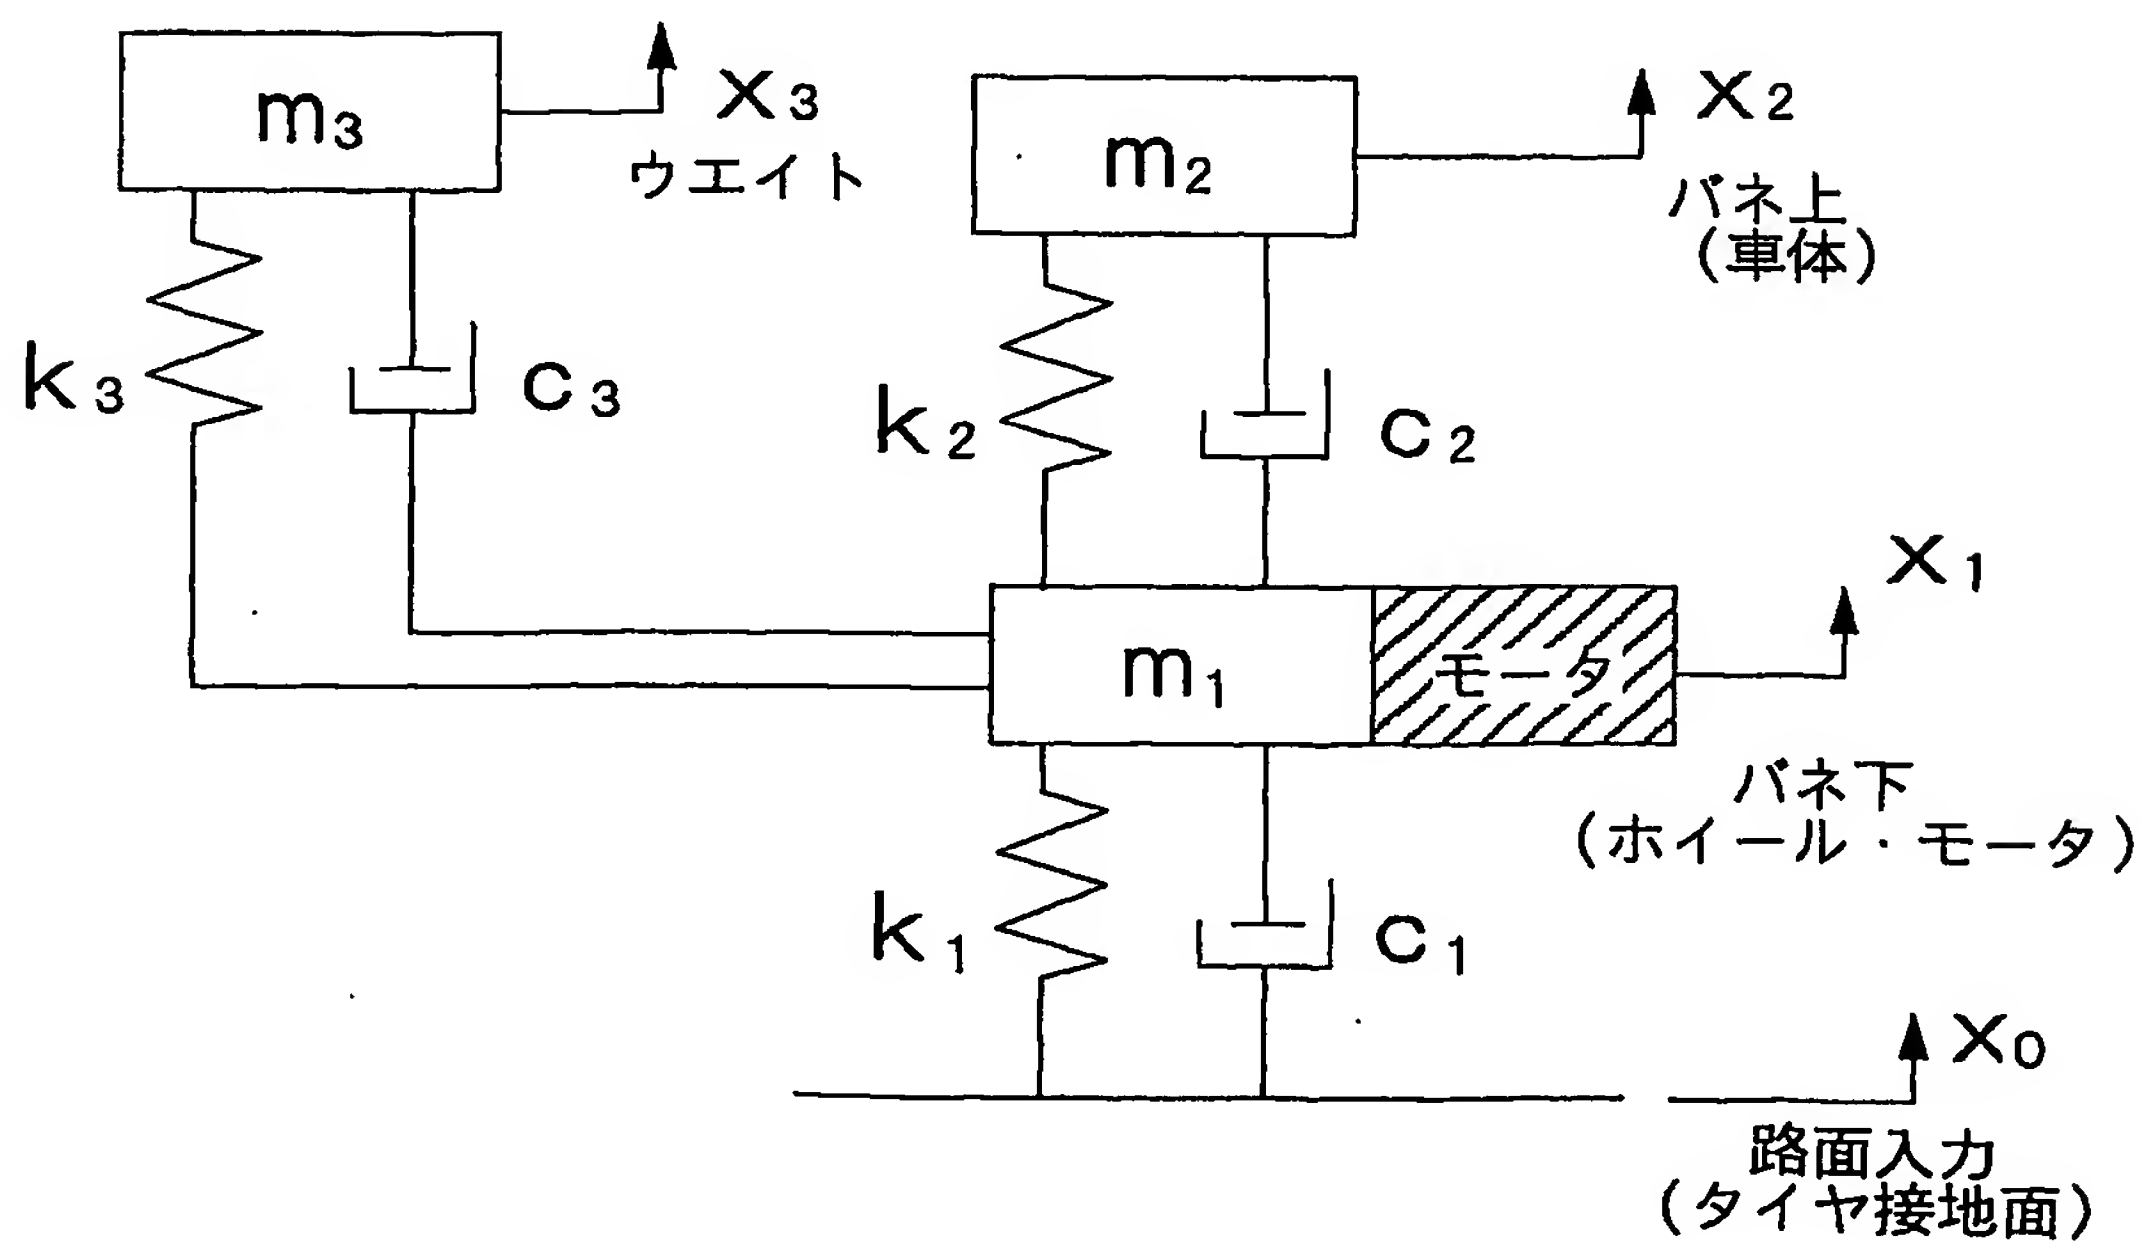 m3
x3
ウエイト
m2
x2
バネ上
(車体)
k3
c3
k2
c2
x1
m1
モータ
バネ下
(ホイール・モータ)
k1
c1
x0
路面入力
(タイヤ接地面)